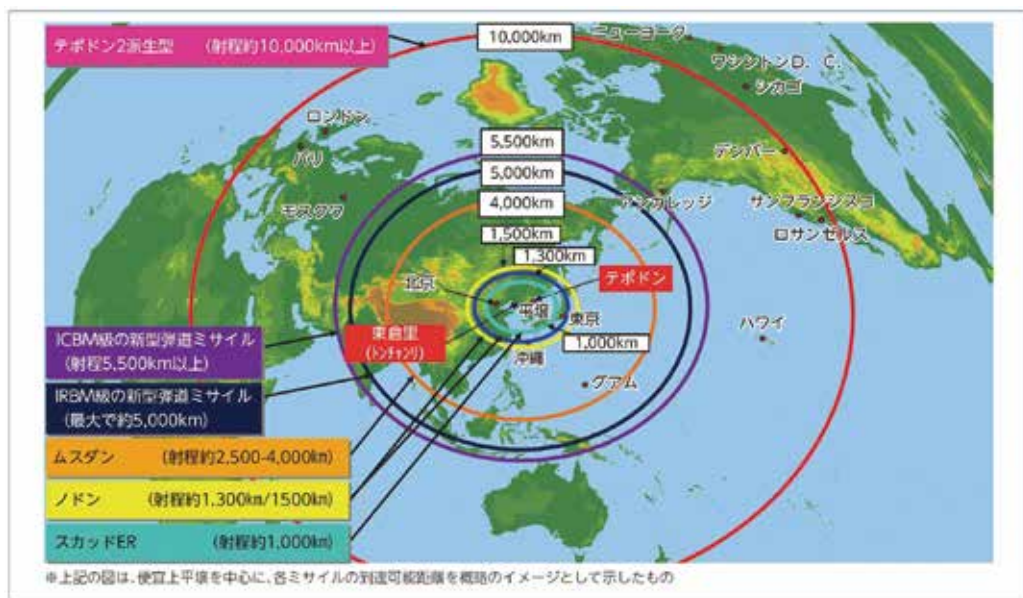 テポドン2派生型 (射程約10,000km以上)
10,000km
ニューヨーク
ワシントンD. C.
シカゴ
ロンドン
パリ
デンバー
5,500km
5,000km
モスクワ
アンカレッジ
4,000km
サンフランシスコ
ロサンゼルス
1,500km
1,300km
北京
テポドン
平壌
東京
ハワイ
東倉里
(トンチャンリ)
1,000km
沖縄
グアム
ICBM級の新型弾道ミサイル
(射程5,500km以上)
IRBM級の新型弾道ミサイル
(最大で約5,000km)
ムスダン (射程約2,500-4,000㎞)
ノドン (射程約1,300㎞/1500㎞)
スカッドER (射程約1,000㎞)
※上記の図は、便宜上平壌を中心に、各ミサイルの到達可能距離を概略のイメージとして示したもの